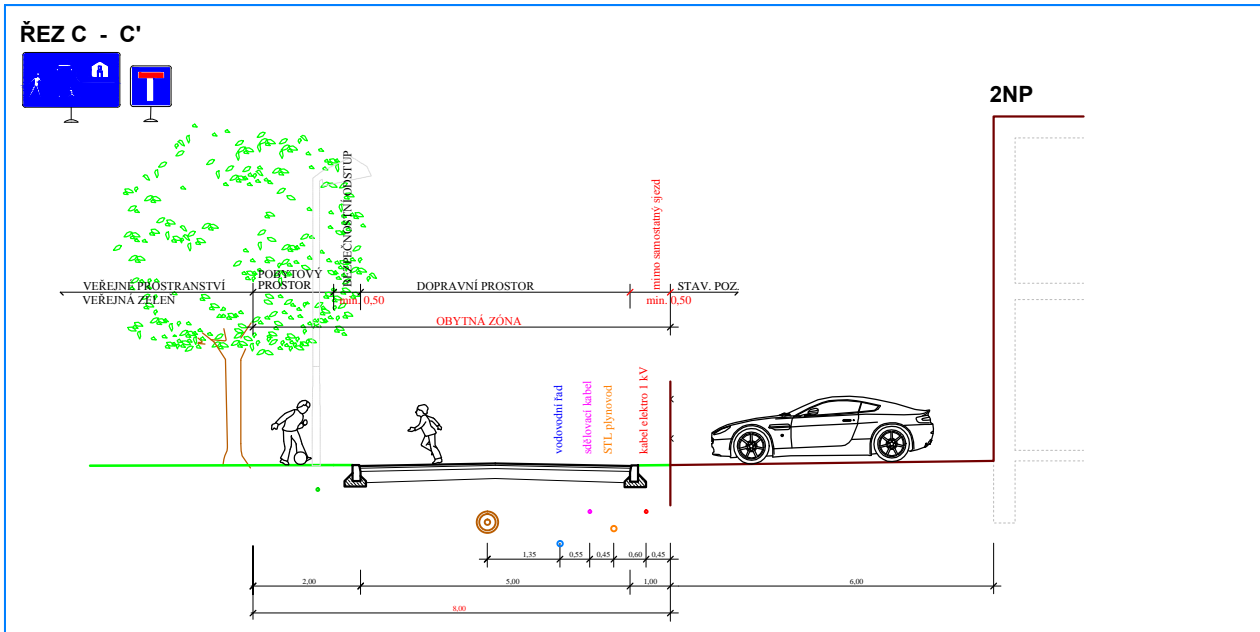 ŘEZ C - C'
2NP
BEZPEČNOSTNÍ ODSTUP
mimo samostatný sjezd
VEŘEJNÉ PROSTRANSTVÍ
POBYTOVÝ
PROSTOR
DOPRAVNÍ PROSTOR
STAV. POZ.
VEŘEJNÁ ZELEŇ
min. 0,50
min. 0,50
OBYTNÁ ZÓNA
vodovodní řad
sdělovací kabel
STL plynovod
kabel elektro 1 kV
1,35
0,55
0,45
0,60
0,45
2,00
5,00
1,00
6,00
8,00